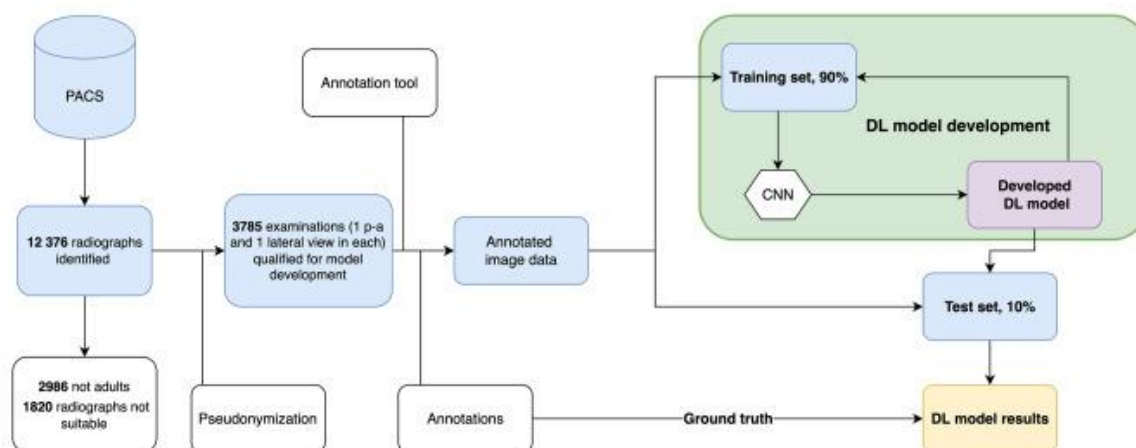 PACS
Annotation tool
Training set, 90%
DL model development
CNN
Developed
DL model
12 376 radiographs
identified
3785 examinations (1 p-a
and 1 lateral view in each)
qualified for model
development
Annotated
image data
Test set, 10%
2986 not adults
1820 radiographs not
suitable
Pseudonymization
Annotations
Ground truth
DL model results